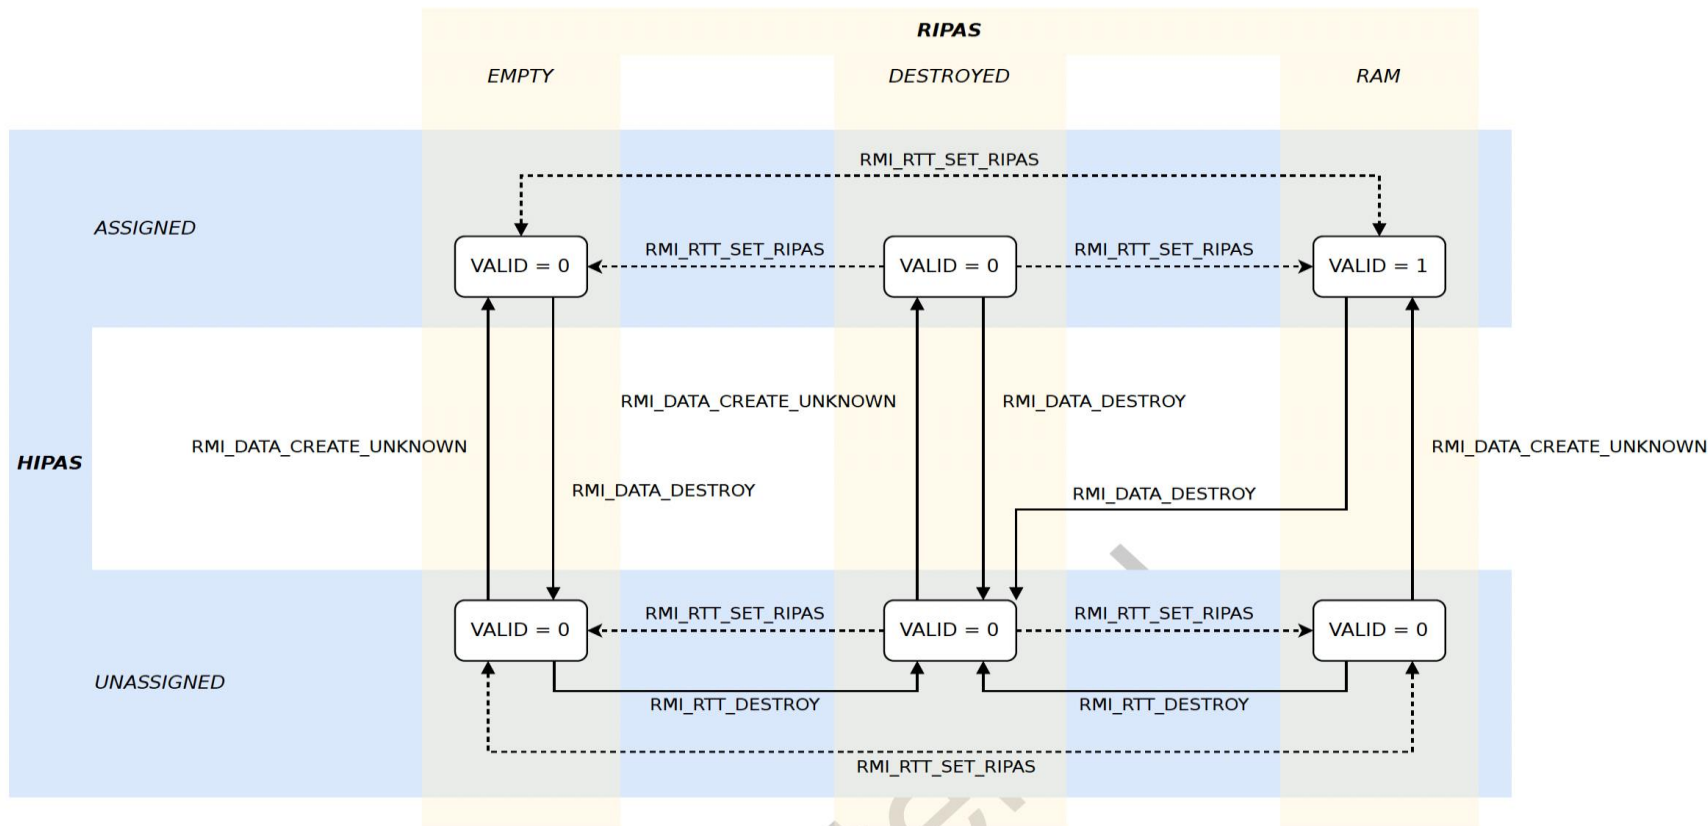 RIPAS
EMPTY DESTROYED RAM
RMI_RTT_SET_RIPAS
ASSIGNED
RMI_RTT_SET_RIPAS RMI_RTT_SET_RIPAS
VALID = 0 VALID = 0 VALID = 1
RMI_DATA_CREATE_UNKNOWN RMI_DATA_DESTROY
RMI_DATA_CREATE_UNKNOWN RMI_DATA_CREATE_UNKNOWN
HIPAS
RMI_DATA_DESTROY RMI_DATA_DESTROY
RMI_RTT_SET_RIPAS RMI_RTT_SET_RIPAS
VALID = 0 VALID = 0 VALID = 0
UNASSIGNED
RMI_RTT_DESTROY RMI_RTT_DESTROY
RMI_RTT_SET_RIPAS